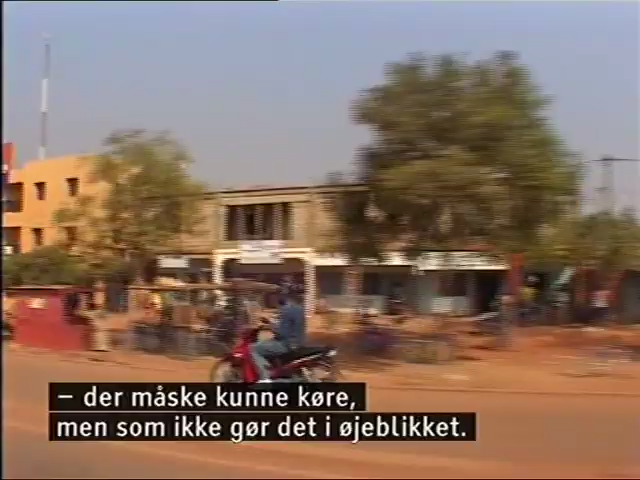 – der måske kunne køre,
men som ikke gør det i øjeblikket.